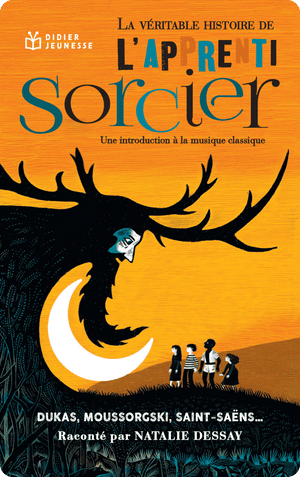 DIDIER
JEUNESSE
LA VÉRITABLE HISTOIRE DE
L'APPRENTI
SORCIER
Une introduction à la musique classique
DUKAS, MOUSSORGSKI, SAINT-SAËNS...
Raconté par NATALIE DESSAY